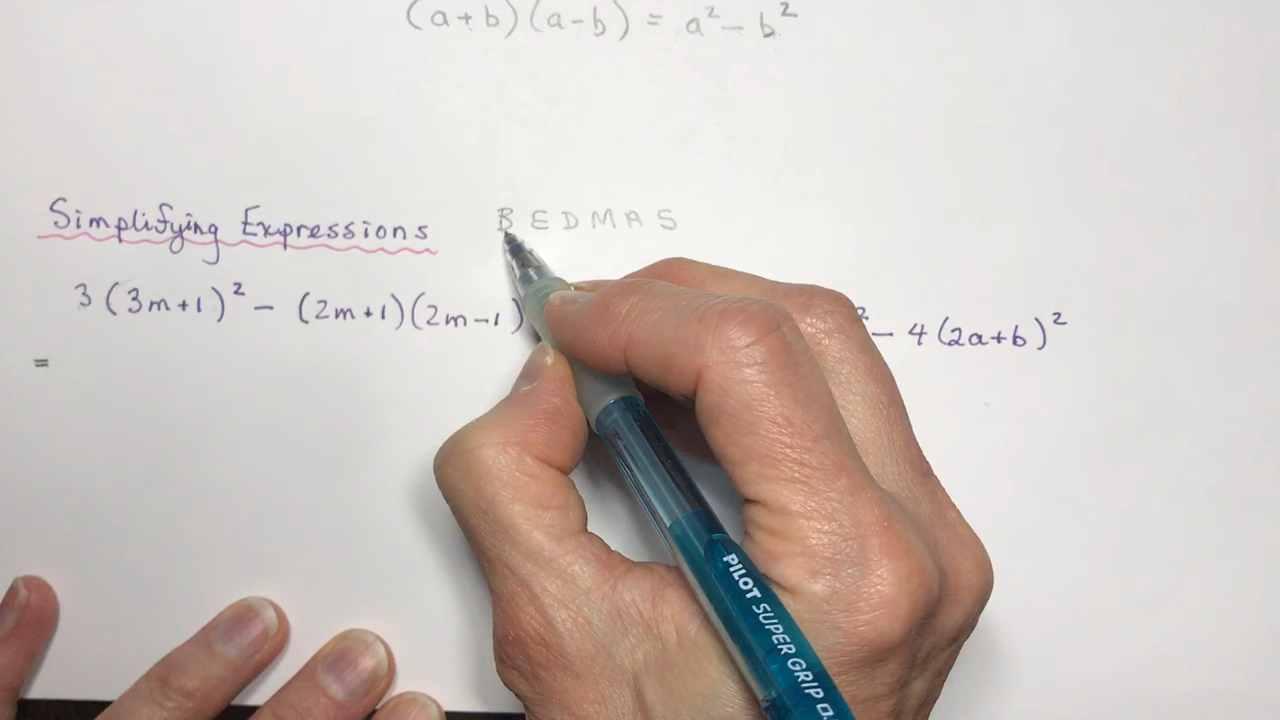 (a+b)(a-b) = a² - b²
Simplifying Expressions BEDMAS
3(3m+1)² - (2m+1)(2m-1)
² - 4(2a+b)²
=
PILOT SUPER GRIP